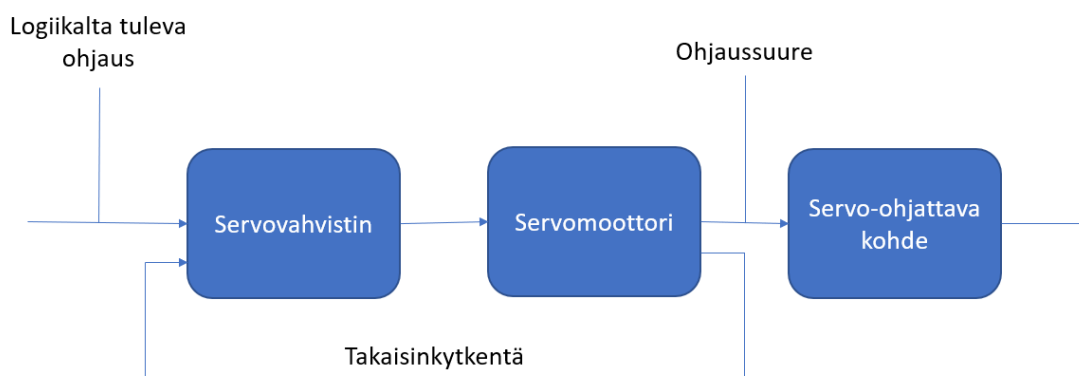 Logiikalta tuleva
ohjaus
Ohjaussuure
Servovahvistin
Servomoottori
Servo-ohjattava
kohde
Takaisinkytkentä